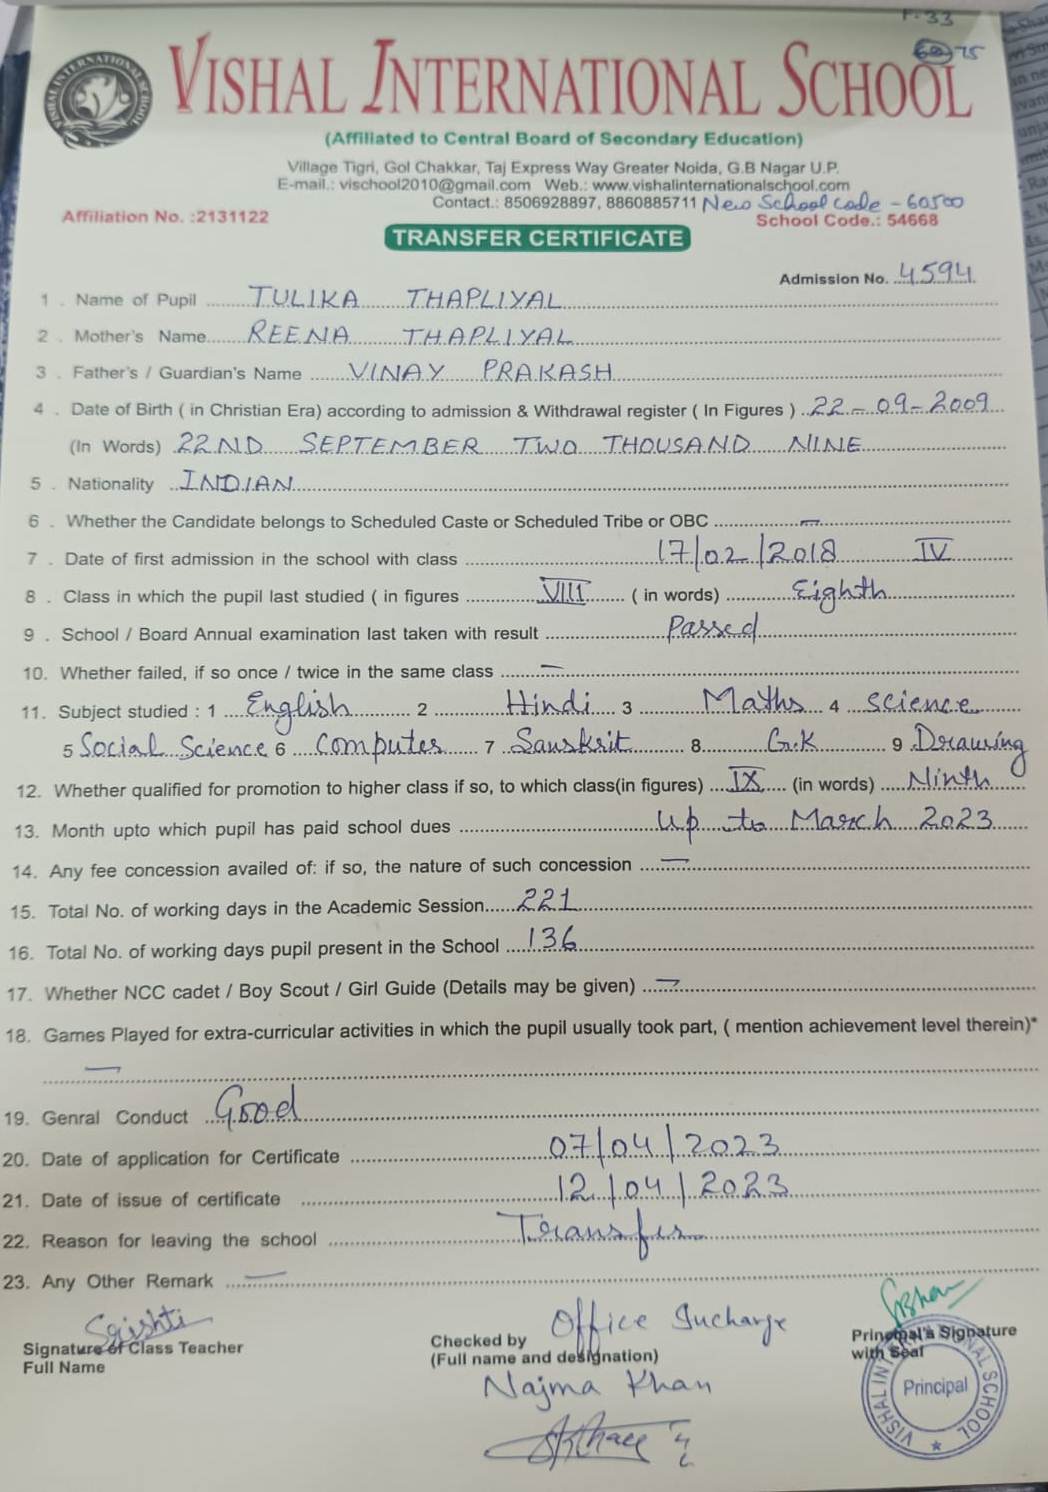 F-33
60 75
VISHAL INTERNATIONAL SCHOOL
(Affiliated to Central Board of Secondary Education)
Village Tigri, Gol Chakkar, Taj Express Way Greater Noida, G.B Nagar U.P.
E-mail.: vischool2010@gmail.com Web.: www.vishalinternationalschool.com
Contact.: 8506928897, 8860885711 New School Code - 60500
Affiliation No. :2131122 School Code.: 54668
TRANSFER CERTIFICATE
Admission No. 4594
1 . Name of Pupil TULIKA THAPLIYAL
2 . Mother's Name REENA THAPLIYAL
3 . Father's / Guardian's Name VINAY PRAKASH
4 . Date of Birth ( in Christian Era) according to admission & Withdrawal register ( In Figures ) 22-09-2009
(In Words) 22ND SEPTEMBER TWO THOUSAND NINE
5 . Nationality INDIAN
6 . Whether the Candidate belongs to Scheduled Caste or Scheduled Tribe or OBC —
7 . Date of first admission in the school with class 17/02/2018 IV
8 . Class in which the pupil last studied ( in figures VIII ( in words) Eighth
9 . School / Board Annual examination last taken with result Passed
10. Whether failed, if so once / twice in the same class —
11. Subject studied : 1 English 2 Hindi 3 Maths 4 Science
5 Social Science 6 Computer 7 Sanskrit 8 G.K 9 Drawing
12. Whether qualified for promotion to higher class if so, to which class(in figures) IX (in words) Ninth
13. Month upto which pupil has paid school dues up to March 2023
14. Any fee concession availed of: if so, the nature of such concession —
15. Total No. of working days in the Academic Session 221
16. Total No. of working days pupil present in the School 136
17. Whether NCC cadet / Boy Scout / Girl Guide (Details may be given) —
18. Games Played for extra-curricular activities in which the pupil usually took part, ( mention achievement level therein)*
—
19. Genral Conduct Good
20. Date of application for Certificate 07/04/2023
21. Date of issue of certificate 12/04/2023
22. Reason for leaving the school Transfer
23. Any Other Remark —
Srishti
Signature of Class Teacher
Full Name
Checked by Office Incharge
(Full name and designation)
Najma Khan
Principal's Signature
with Seal
VISHAL INTERNATIONAL SCHOOL
Principal